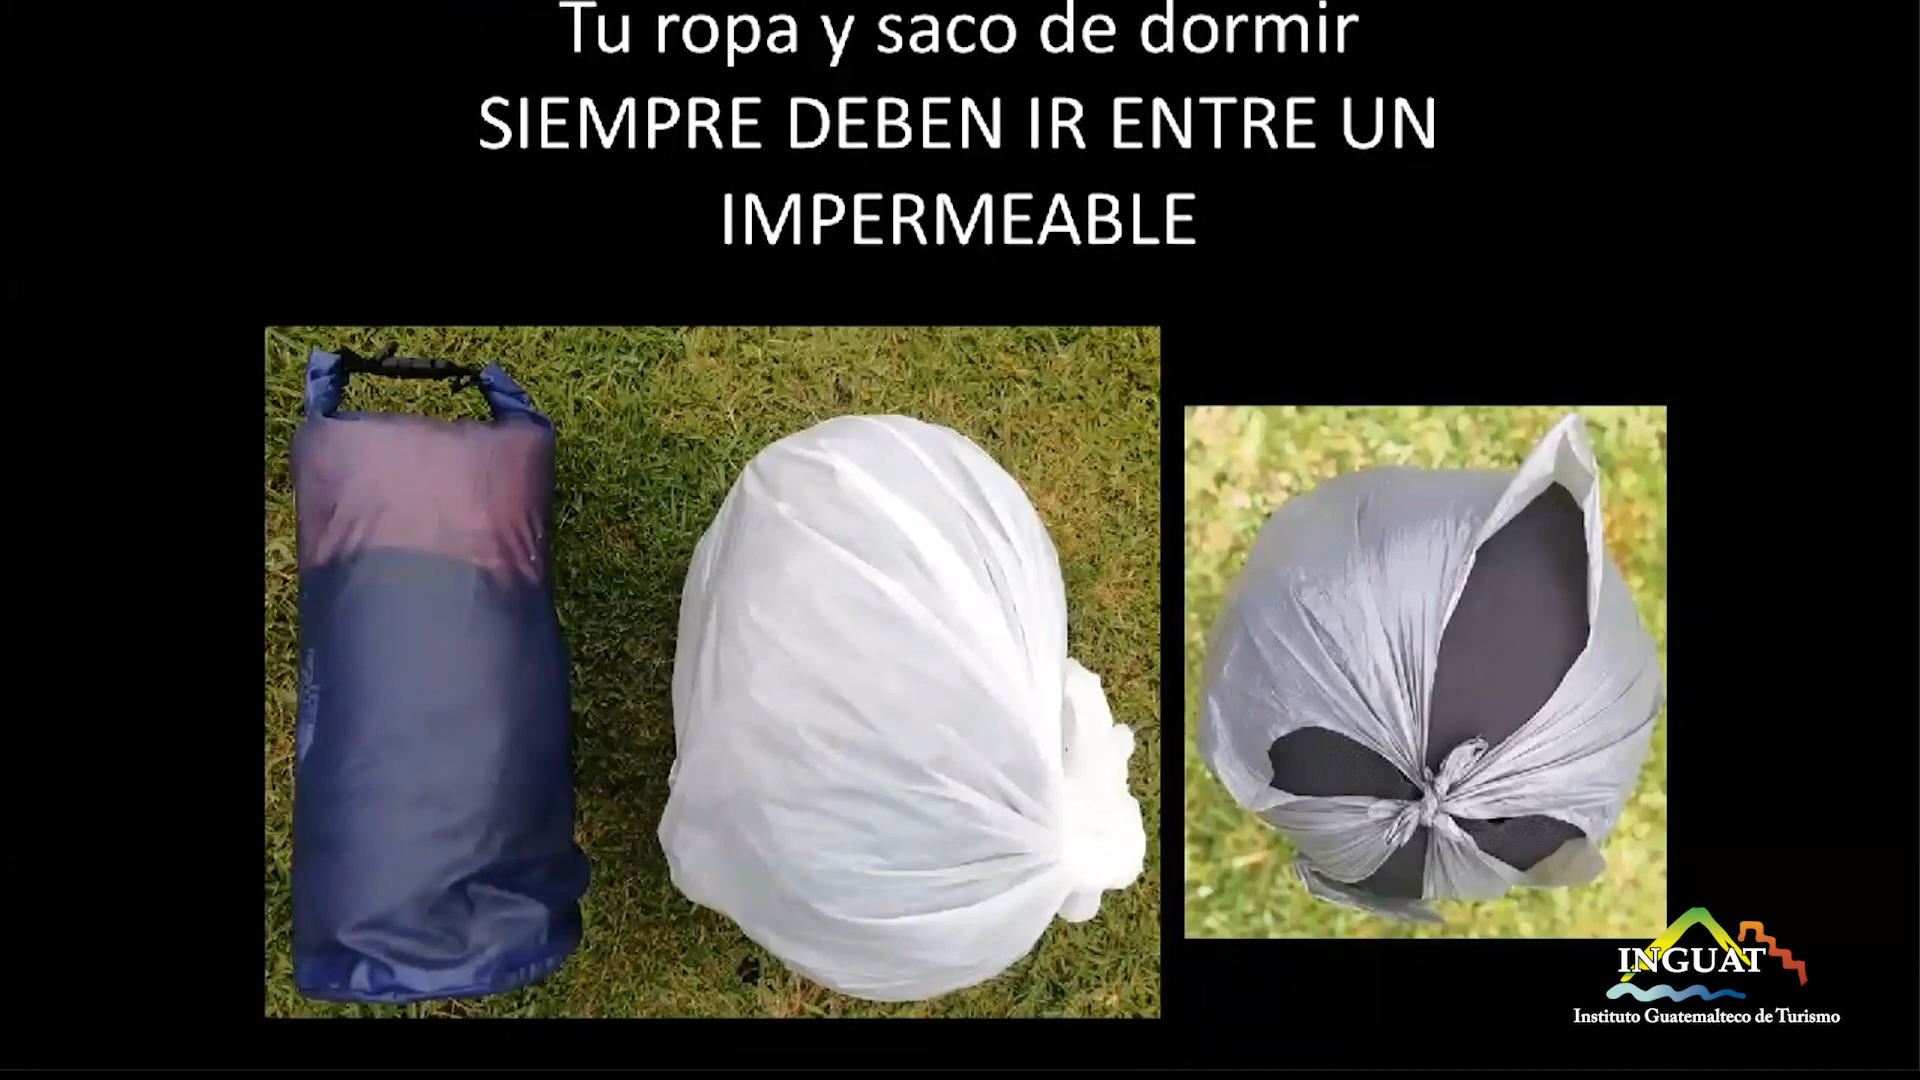 Tu ropa y saco de dormir
SIEMPRE DEBEN IR ENTRE UN
IMPERMEABLE
INGUAT
Instituto Guatemalteco de Turismo